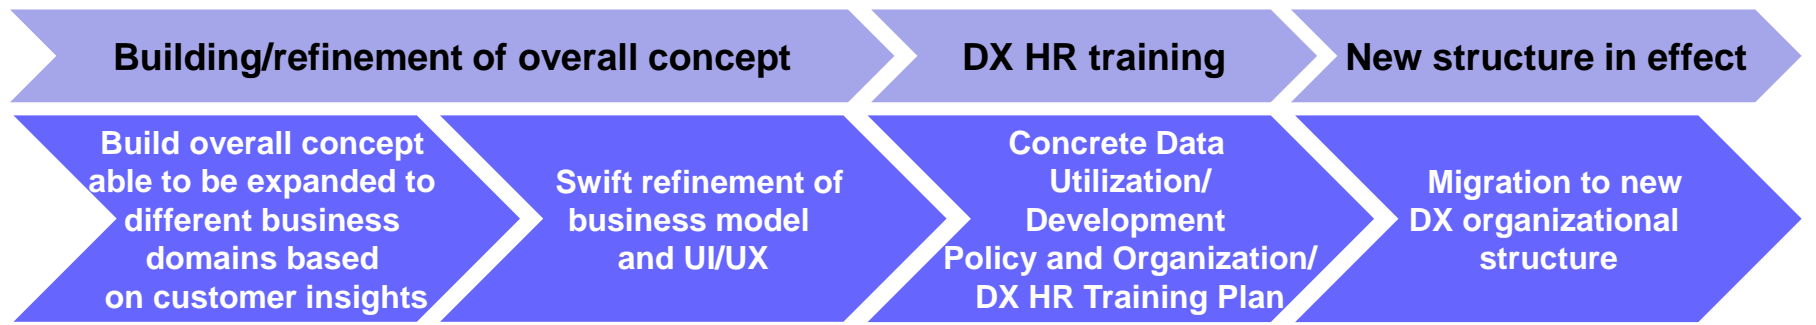 Building/refinement of overall concept
DX HR training
New structure in effect
Build overall concept
able to be expanded to
different business
domains based
on customer insights
Swift refinement of
business model
and UI/UX
Concrete Data
Utilization/
Development
Policy and Organization/
DX HR Training Plan
Migration to new
DX organizational
structure